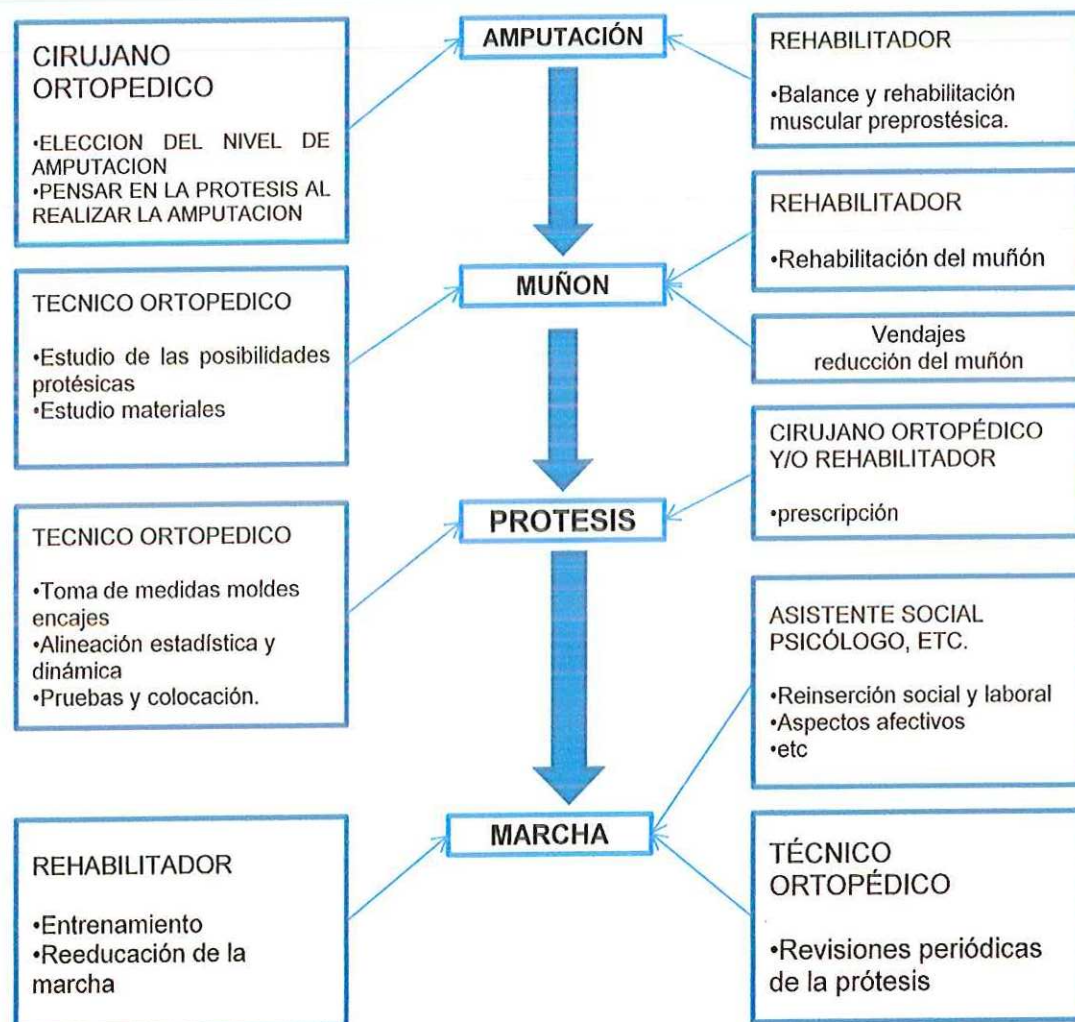 AMPUTACIÓN
CIRUJANO
ORTOPEDICO
•ELECCION DEL NIVEL DE
AMPUTACION
•PENSAR EN LA PROTESIS AL
REALIZAR LA AMPUTACION
REHABILITADOR
•Balance y rehabilitación
muscular preprostésica.
REHABILITADOR
•Rehabilitación del muñón
MUÑON
TECNICO ORTOPEDICO
•Estudio de las posibilidades
protésicas
•Estudio materiales
Vendajes
reducción del muñón
CIRUJANO ORTOPÉDICO
Y/O REHABILITADOR
•prescripción
PROTESIS
TECNICO ORTOPEDICO
•Toma de medidas moldes
encajes
•Alineación estadística y
dinámica
•Pruebas y colocación.
ASISTENTE SOCIAL
PSICÓLOGO, ETC.
•Reinserción social y laboral
•Aspectos afectivos
•etc
MARCHA
REHABILITADOR
•Entrenamiento
•Reeducación de la
marcha
TÉCNICO
ORTOPÉDICO
•Revisiones periódicas
de la prótesis